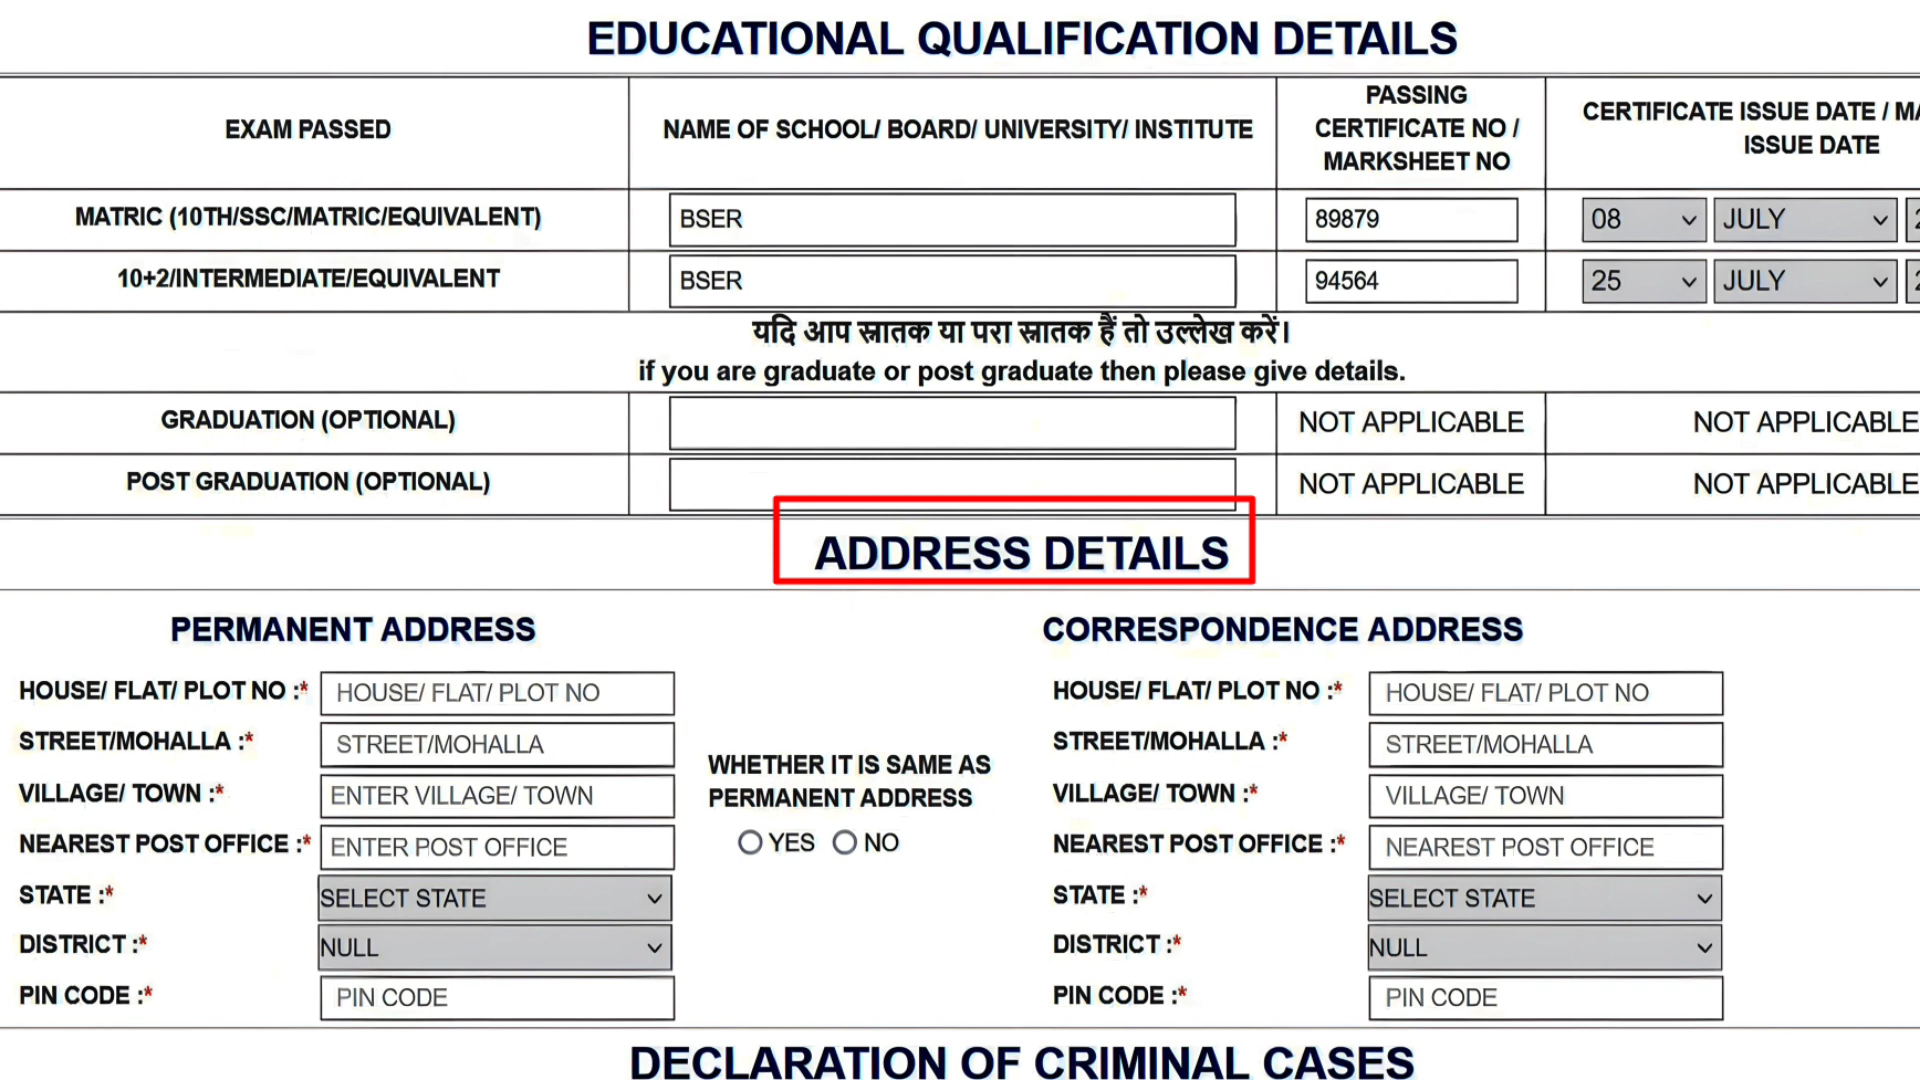 EDUCATIONAL QUALIFICATION DETAILS
EXAM PASSED
NAME OF SCHOOL/ BOARD/ UNIVERSITY/ INSTITUTE
PASSING
CERTIFICATE NO /
MARKSHEET NO
CERTIFICATE ISSUE DATE /
ISSUE DATE
MATRIC (10TH/SSC/MATRIC/EQUIVALENT)
BSER
89879
08
JULY
10+2/INTERMEDIATE/EQUIVALENT
BSER
94564
25
JULY
यदि आप स्नातक या परा स्नातक हैं तो उल्लेख करें।
if you are graduate or post graduate then please give details.
GRADUATION (OPTIONAL)
NOT APPLICABLE
NOT APPLICABLE
POST GRADUATION (OPTIONAL)
NOT APPLICABLE
NOT APPLICABLE
ADDRESS DETAILS
PERMANENT ADDRESS
HOUSE/ FLAT/ PLOT NO :*
HOUSE/ FLAT/ PLOT NO
STREET/MOHALLA :*
STREET/MOHALLA
VILLAGE/ TOWN :*
ENTER VILLAGE/ TOWN
NEAREST POST OFFICE :*
ENTER POST OFFICE
STATE :*
SELECT STATE
DISTRICT :*
NULL
PIN CODE :*
PIN CODE
WHETHER IT IS SAME AS
PERMANENT ADDRESS
YES NO
CORRESPONDENCE ADDRESS
HOUSE/ FLAT/ PLOT NO :*
HOUSE/ FLAT/ PLOT NO
STREET/MOHALLA :*
STREET/MOHALLA
VILLAGE/ TOWN :*
VILLAGE/ TOWN
NEAREST POST OFFICE :*
NEAREST POST OFFICE
STATE :*
SELECT STATE
DISTRICT :*
NULL
PIN CODE :*
PIN CODE
DECLARATION OF CRIMINAL CASES